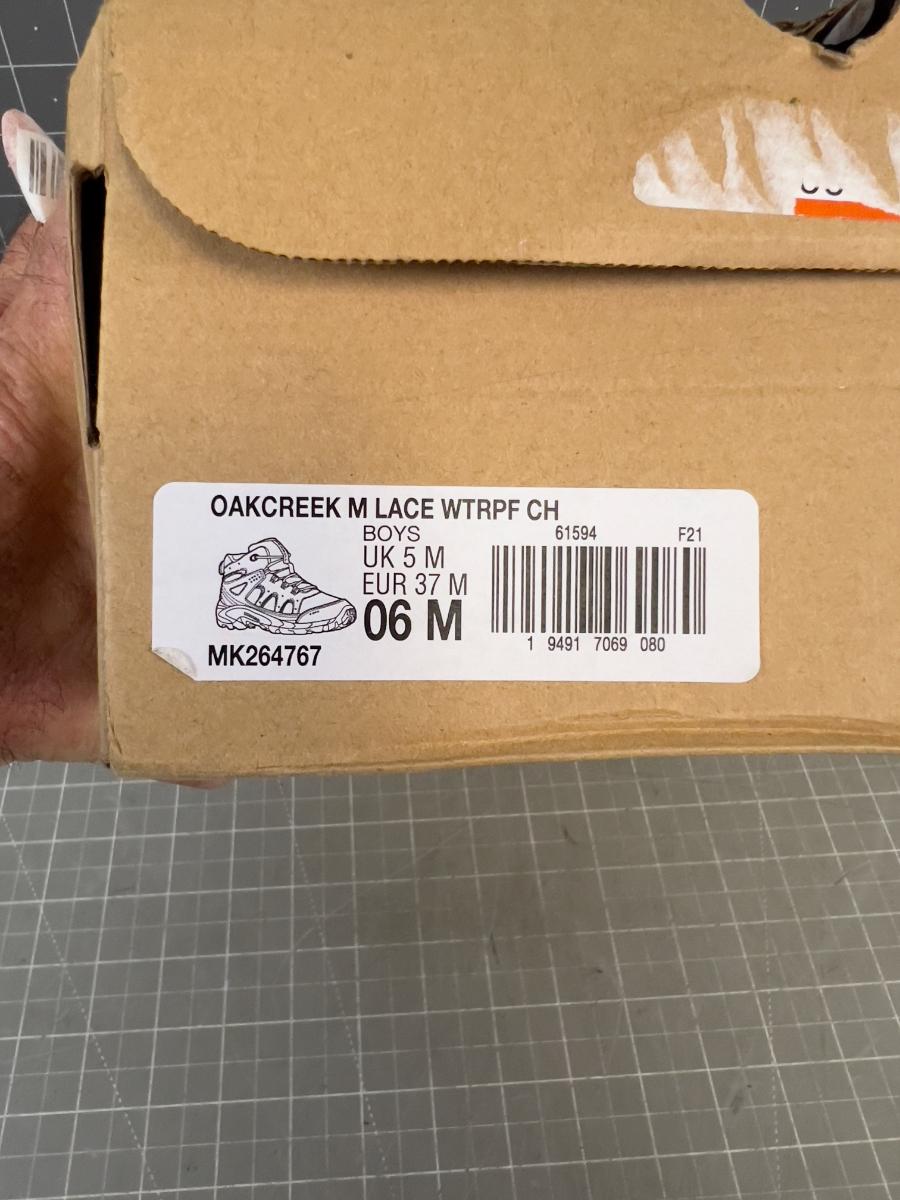 OAKCREEK M LACE WTRPF CH
BOYS
UK 5 M
EUR 37 M
06 M
MK264767
61594 F21
1 9491 7069 080